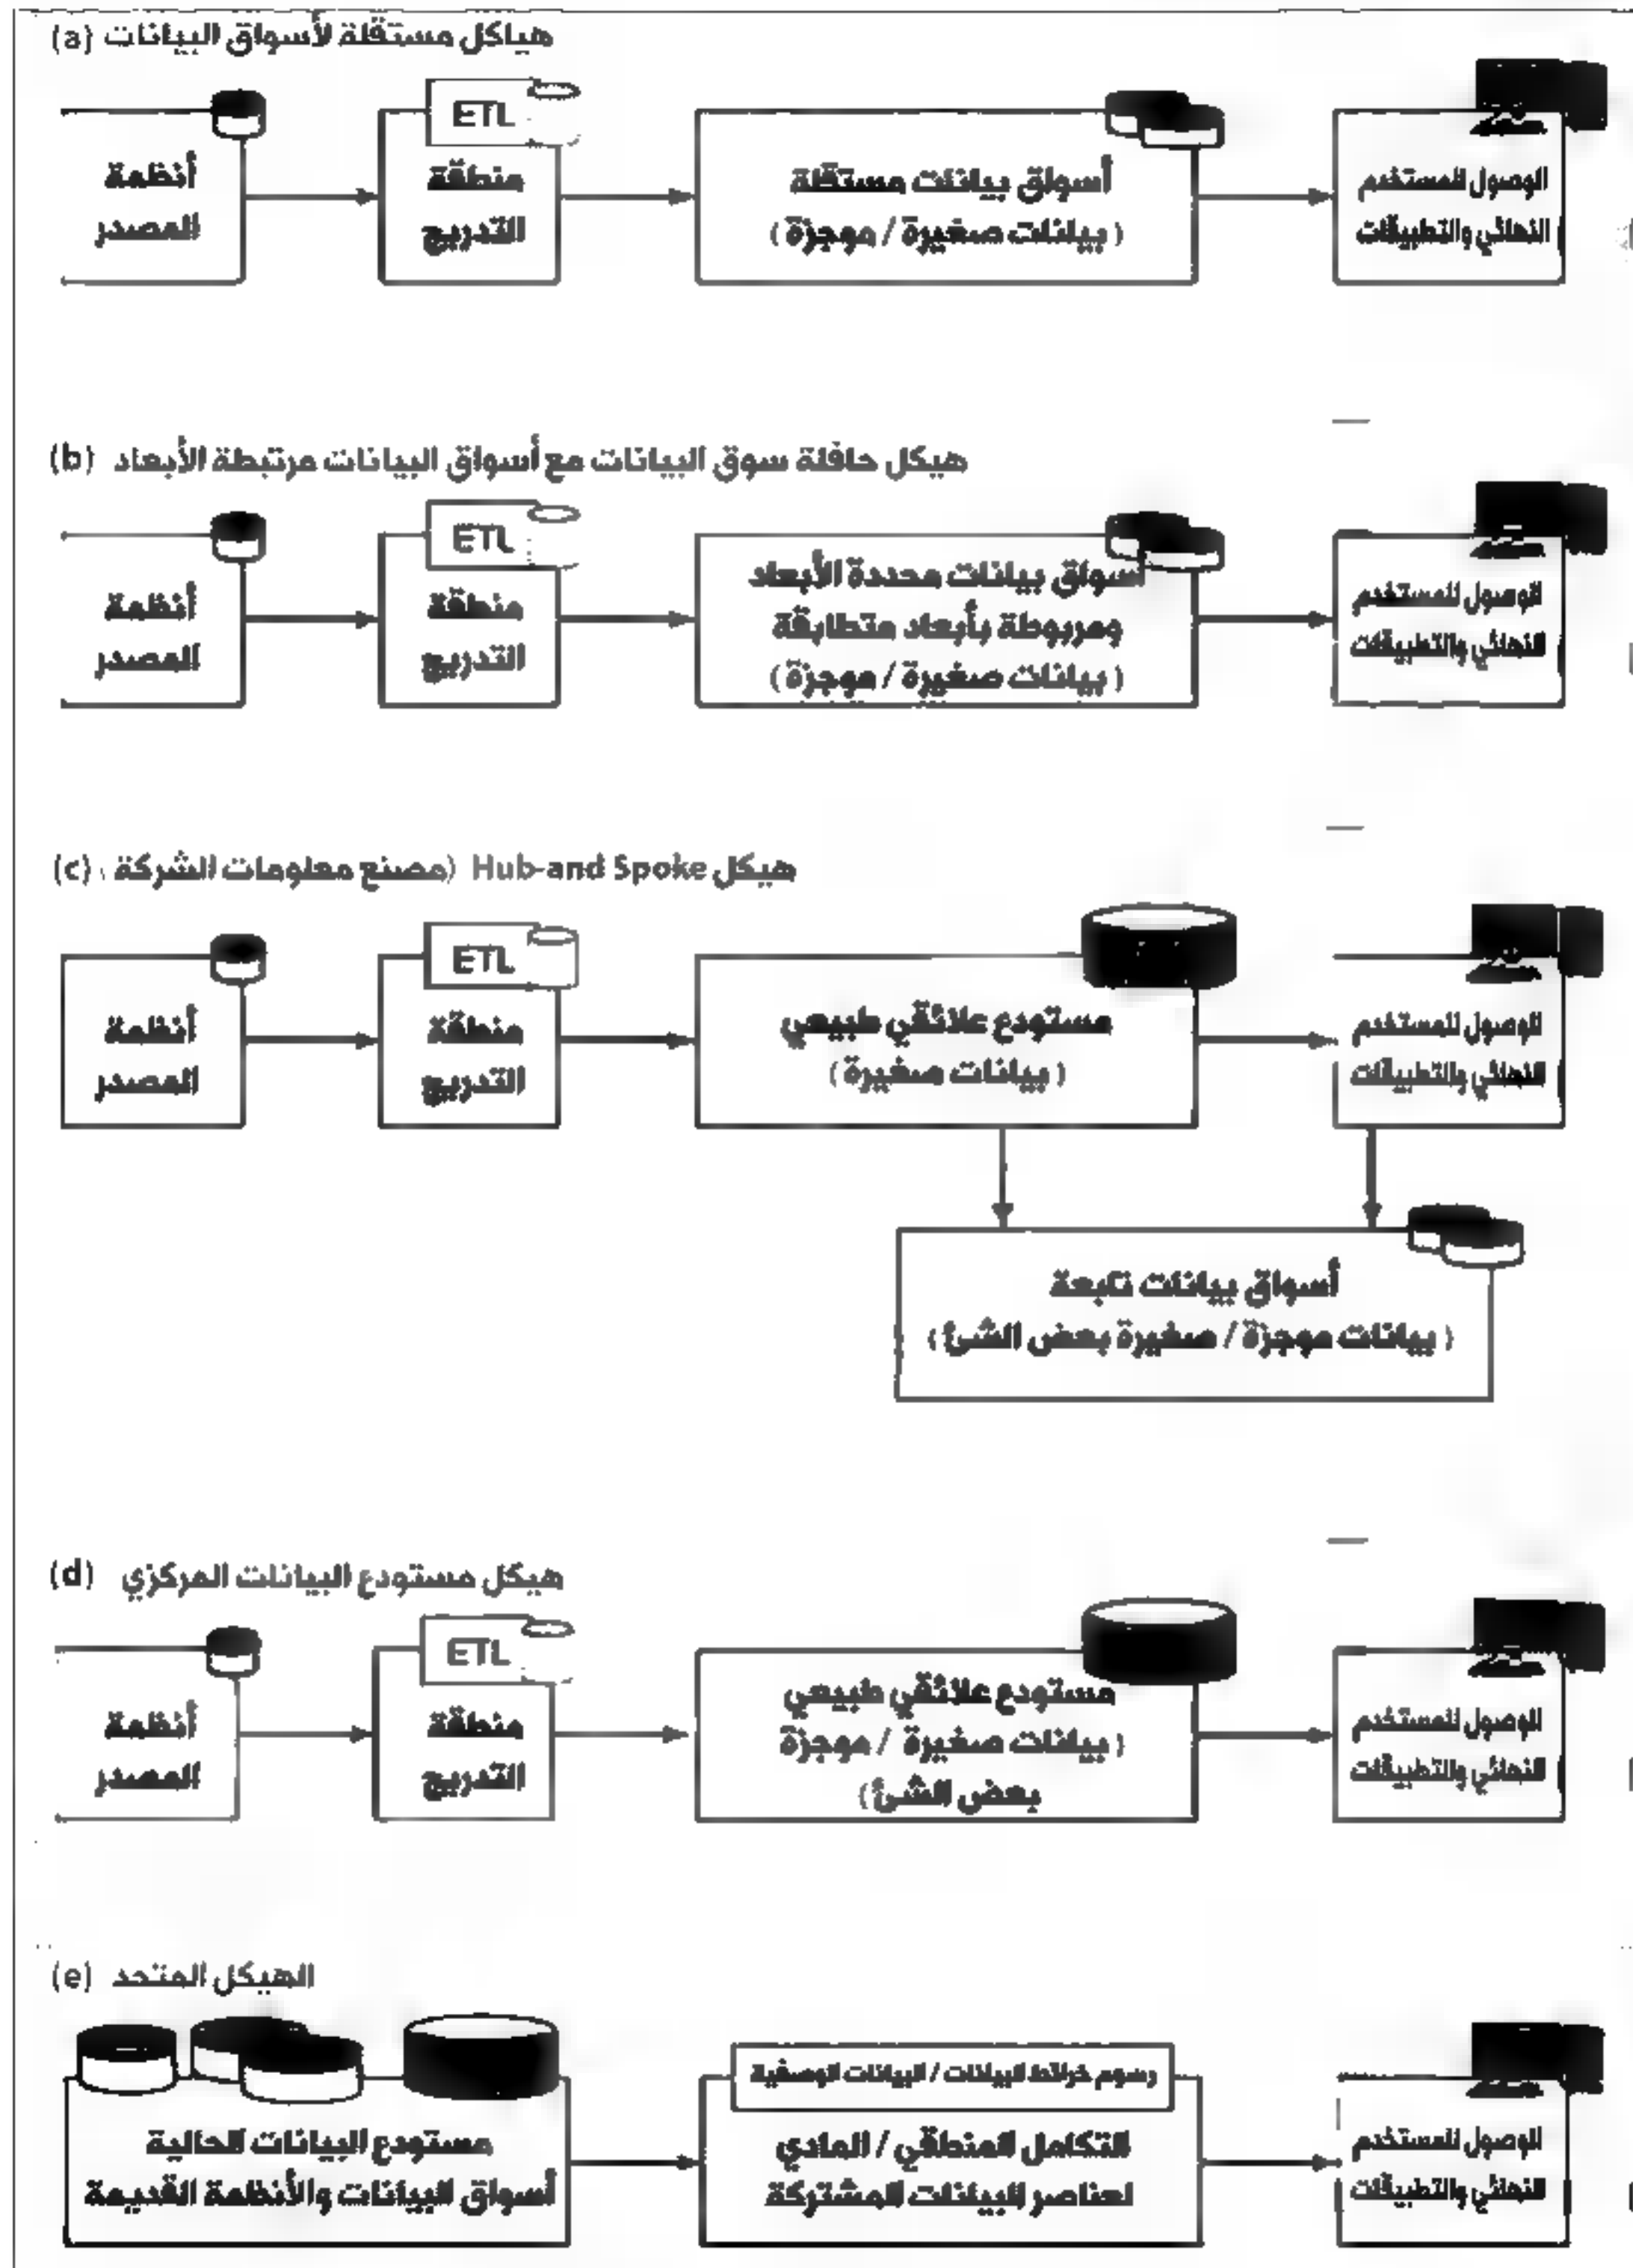 (a) هياكل مستقلة لأسواق البيانات
ETL
أنظمة
المصدر
منطقة
التدريج
أسواق بيانات مستقلة
(بيانات صغيرة / موجزة)
الوصول للمستخدم
النهائي والتطبيقات
(b) هيكل حافلة سوق البيانات مع أسواق البيانات مرتبطة الأبعاد
ETL
أنظمة
المصدر
منطقة
التدريج
أسواق بيانات محددة الأبعاد
ومربوطة بأبعاد متطابقة
(بيانات صغيرة / موجزة)
الوصول للمستخدم
النهائي والتطبيقات
(c) هيكل Hub-and Spoke (مصنع معلومات الشركة)
ETL
أنظمة
المصدر
منطقة
التدريج
مستودع علائقي طبيعي
(بيانات صغيرة)
الوصول للمستخدم
النهائي والتطبيقات
أسواق بيانات تابعة
(بيانات موجزة / صغيرة بعض الشئ)
(d) هيكل مستودع البيانات المركزي
ETL
أنظمة
المصدر
منطقة
التدريج
مستودع علائقي طبيعي
(بيانات صغيرة / موجزة
بعض الشئ)
الوصول للمستخدم
النهائي والتطبيقات
(e) الهيكل المتحد
مستودع البيانات الحالية
أسواق البيانات والأنظمة القديمة
رسوم خرائط البيانات / البيانات الوصفية
التكامل المنطقي / المادي
لعناصر البيانات المشتركة
الوصول للمستخدم
النهائي والتطبيقات